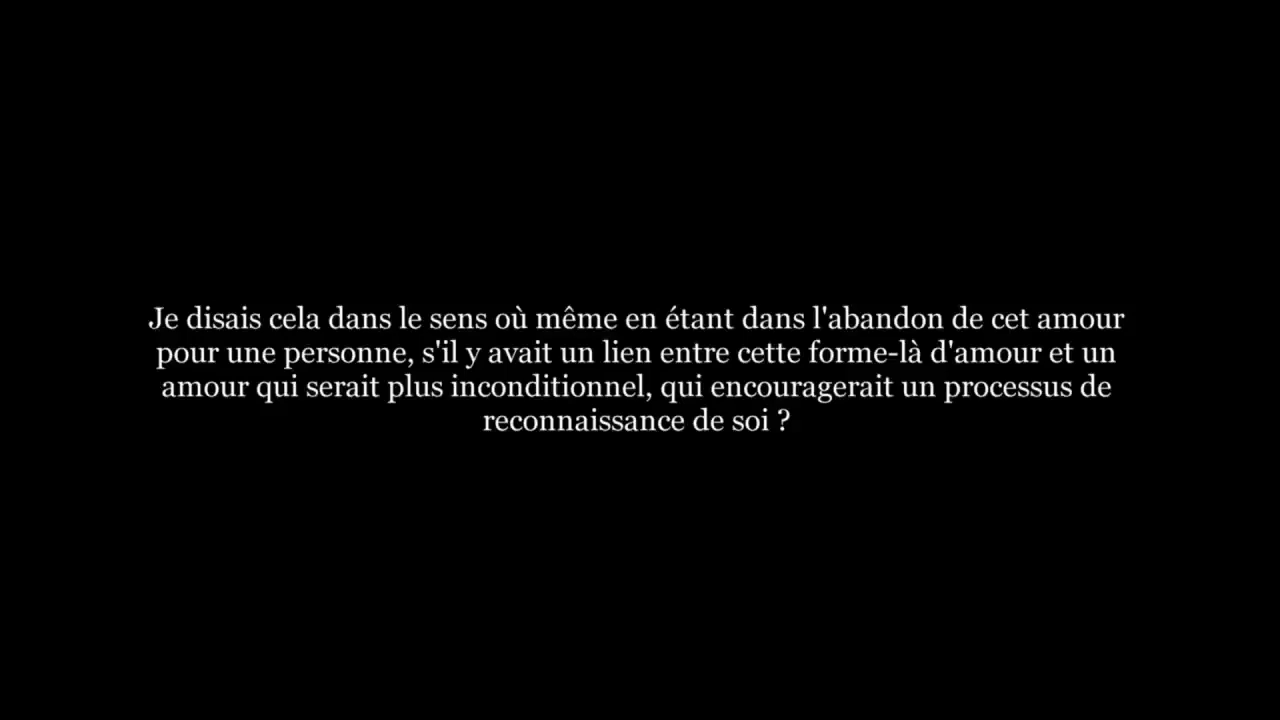 Je disais cela dans le sens où même en étant dans l'abandon de cet amour
pour une personne, s'il y avait un lien entre cette forme-là d'amour et un
amour qui serait plus inconditionnel, qui encouragerait un processus de
reconnaissance de soi ?